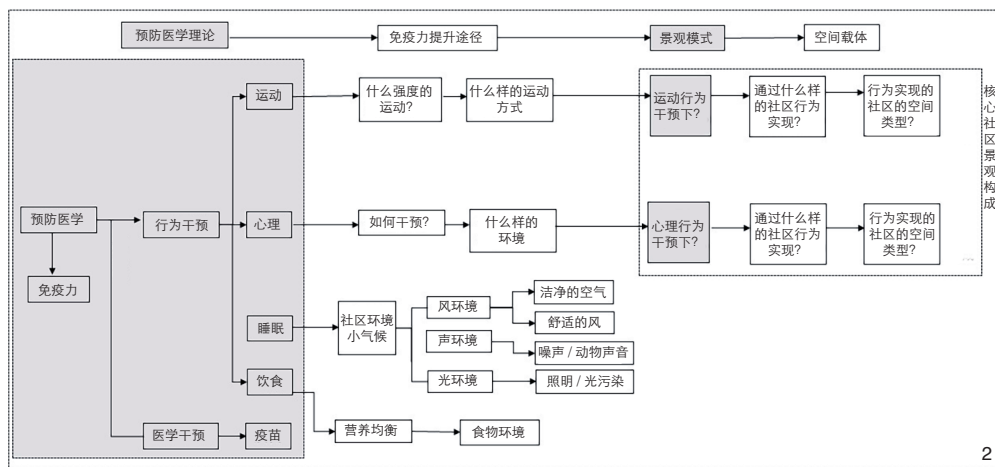 预防医学理论
免疫力提升途径
景观模式
空间载体
运动
什么强度的
运动?
什么样的运动
方式
运动行为
干预下?
通过什么样
的社区行为
实现?
行为实现的
社区的空间
类型?
核心社区景观构成
预防医学
行为干预
心理
如何干预?
什么样的
环境
心理行为
干预下?
通过什么样
的社区行为
实现?
行为实现的
社区的空间
类型?
免疫力
睡眠
社区环境
小气候
风环境
洁净的空气
舒适的风
声环境
噪声 / 动物声音
光环境
照明 / 光污染
饮食
营养均衡
食物环境
医学干预
疫苗
2